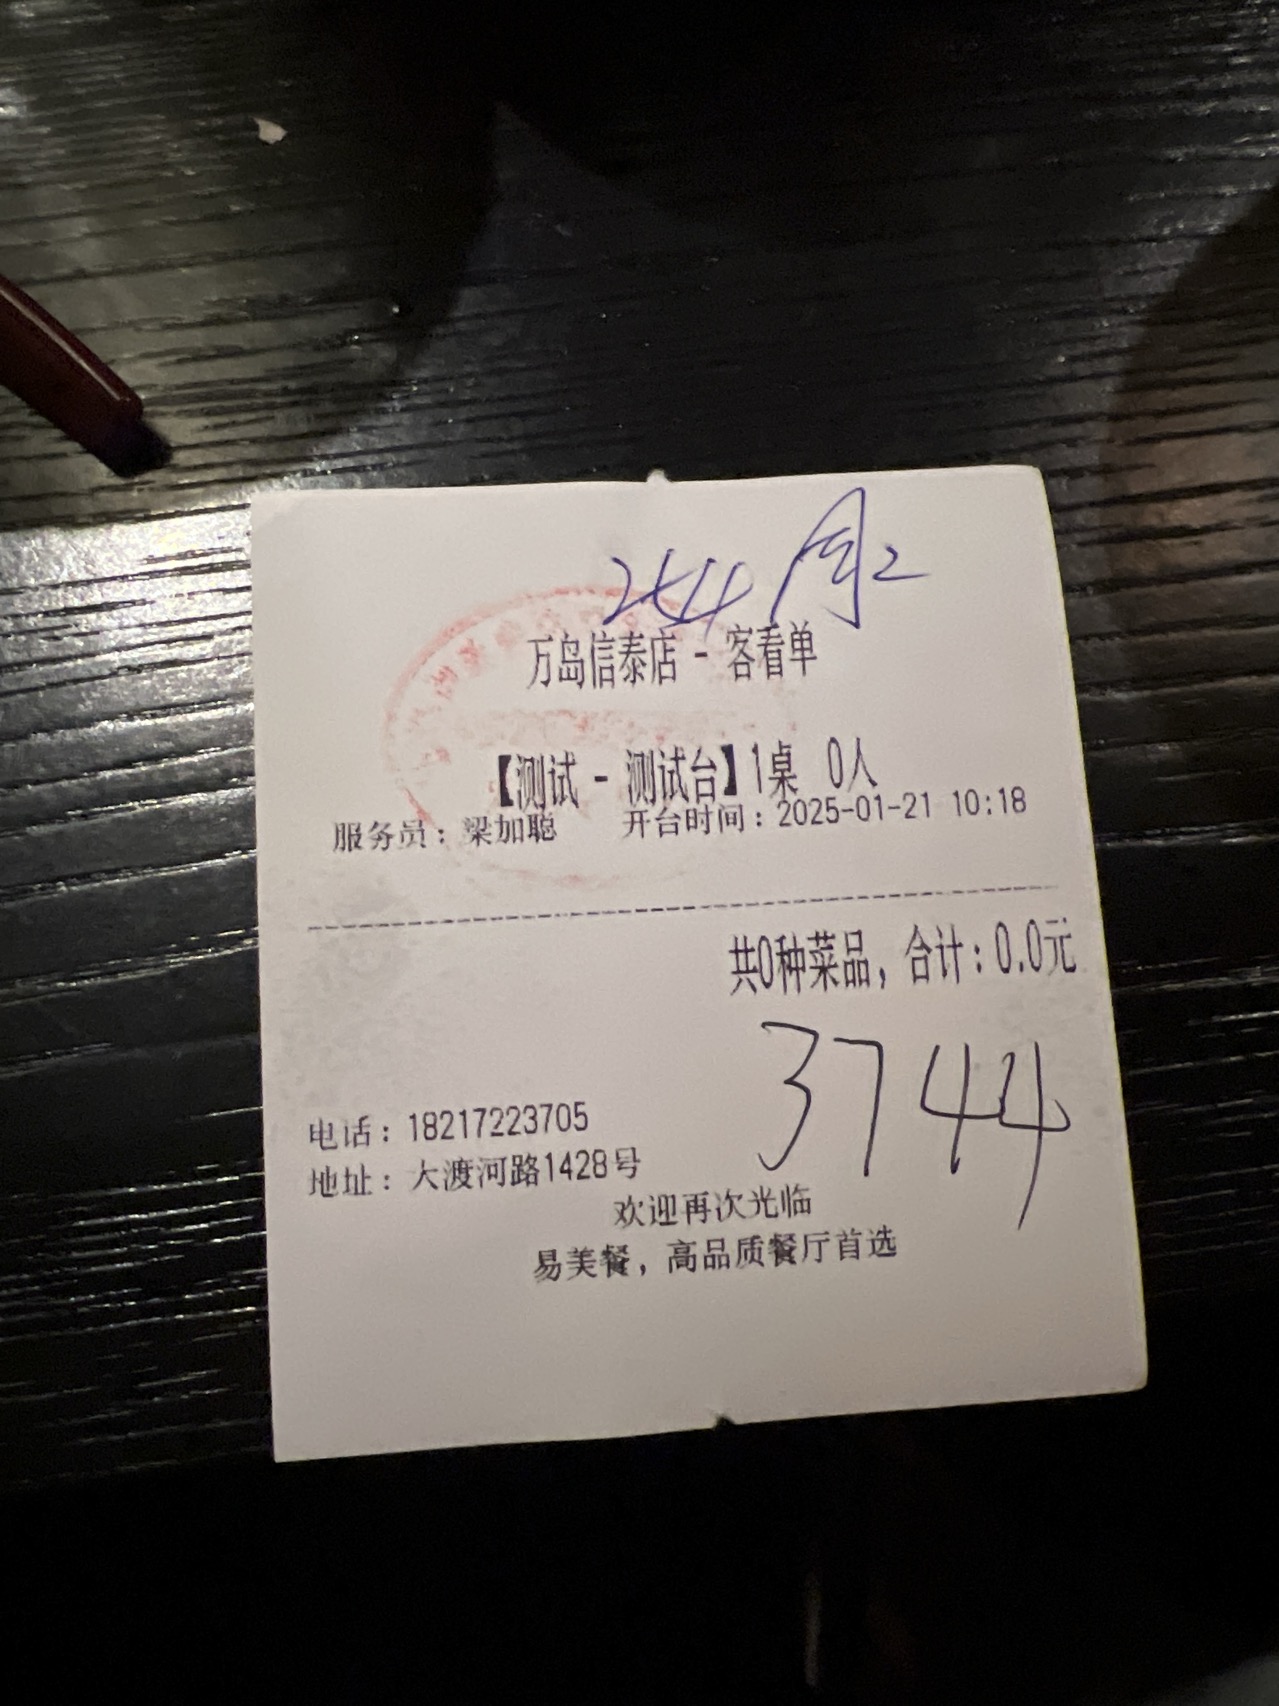 244 周2
万岛信泰店 - 客看单
【测试 - 测试台】1桌 0人
服务员：梁加聪 开台时间：2025-01-21 10:18
共0种菜品，合计：0.0元
3744
电话：18217223705
地址：大渡河路1428号
欢迎再次光临
易美餐，高品质餐厅首选